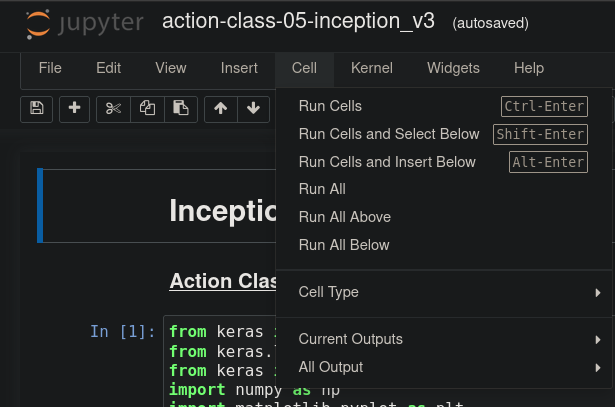 jupyter action-class-05-inception_v3 (autosaved)
File Edit View Insert Cell Kernel Widgets Help
Run Cells Ctrl-Enter
Run Cells and Select Below Shift-Enter
Run Cells and Insert Below Alt-Enter
Run All
Run All Above
Run All Below
Cell Type
Current Outputs
All Output
Action
In [1]:
from keras
from keras.
from keras
import numpy as np
import matplotlib.pyplot as plt